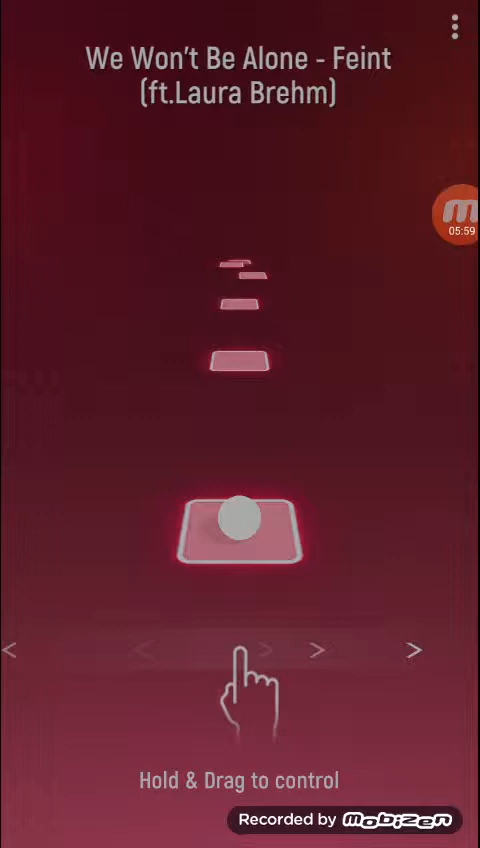 We Won't Be Alone - Feint
(ft.Laura Brehm)
m
05:59
< < > > >
Hold & Drag to control
Recorded by mobizen